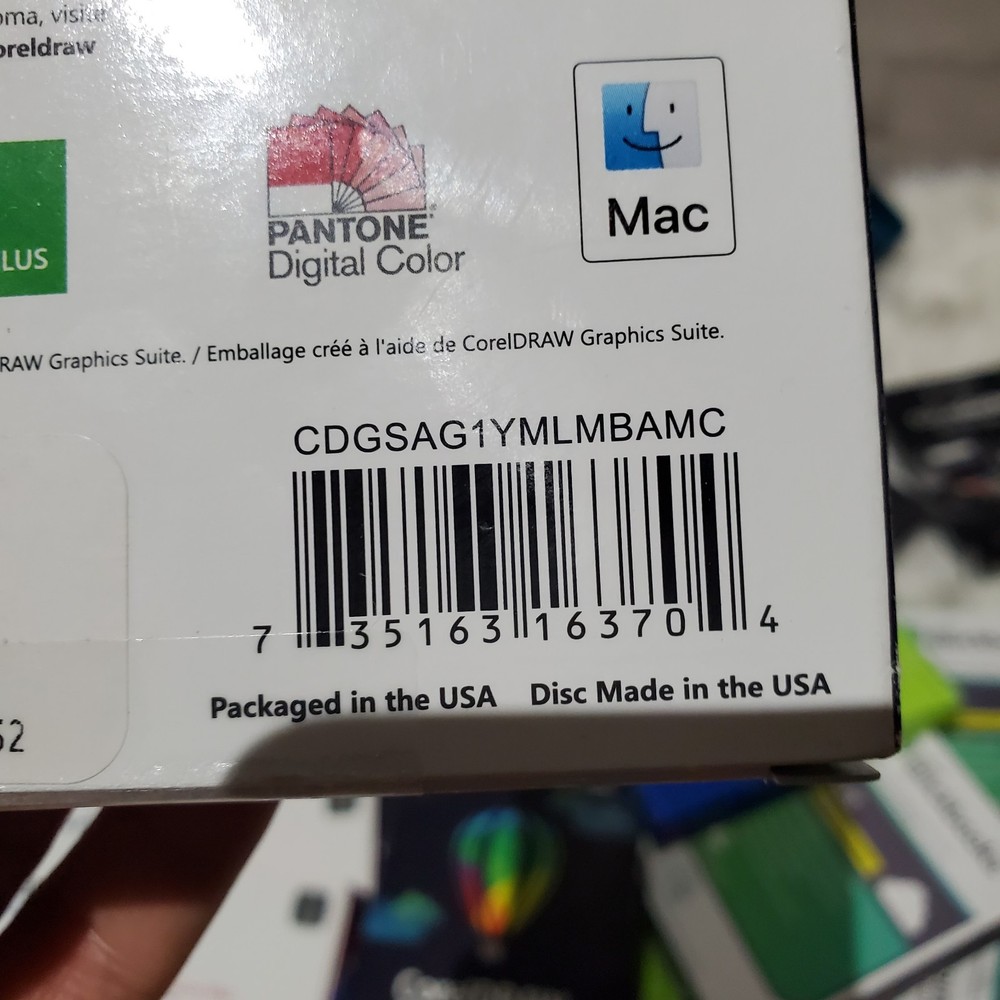 oma, visite
oreldraw
LUS
PANTONE®
Digital Color
Mac
RAW Graphics Suite. / Emballage créé à l'aide de CorelDRAW Graphics Suite.
CDGSAG1YMLMBAMC
7 35163 16370 4
Packaged in the USA Disc Made in the USA
52